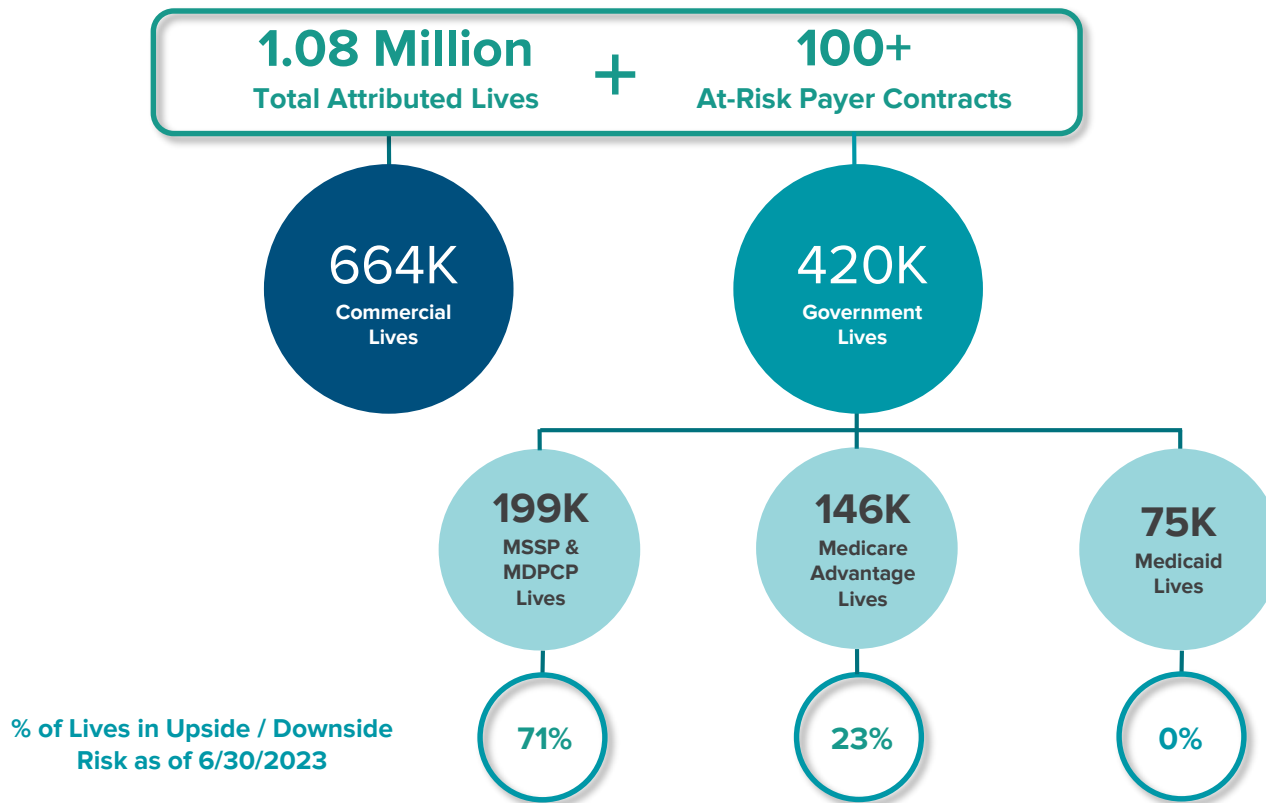 1.08 Million
Total Attributed Lives
+
100+
At-Risk Payer Contracts
664K
Commercial
Lives
420K
Government
Lives
199K
MSSP &
MDPCP
Lives
146K
Medicare
Advantage
Lives
75K
Medicaid
Lives
% of Lives in Upside / Downside
Risk as of 6/30/2023
71%
23%
0%